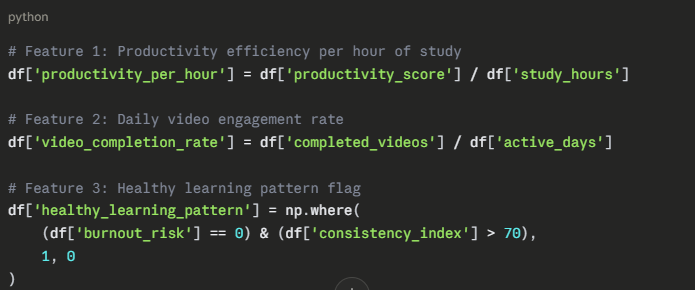 python
# Feature 1: Productivity efficiency per hour of study
df['productivity_per_hour'] = df['productivity_score'] / df['study_hours']
# Feature 2: Daily video engagement rate
df['video_completion_rate'] = df['completed_videos'] / df['active_days']
# Feature 3: Healthy learning pattern flag
df['healthy_learning_pattern'] = np.where(
    (df['burnout_risk'] == 0) & (df['consistency_index'] > 70),
    1, 0
)